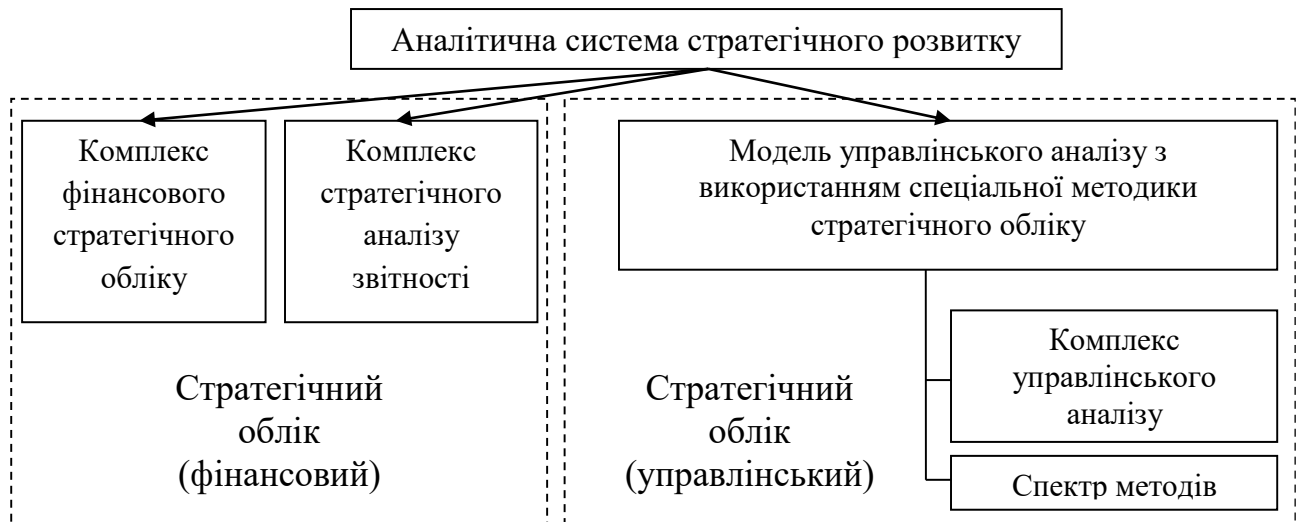 Аналітична система стратегічного розвитку
Комплекс
фінансового
стратегічного
обліку
Комплекс
стратегічного
аналізу
звітності
Модель управлінського аналізу з
використанням спеціальної методики
стратегічного обліку
Стратегічний
облік
(фінансовий)
Стратегічний
облік
(управлінський)
Комплекс
управлінського
аналізу
Спектр методів